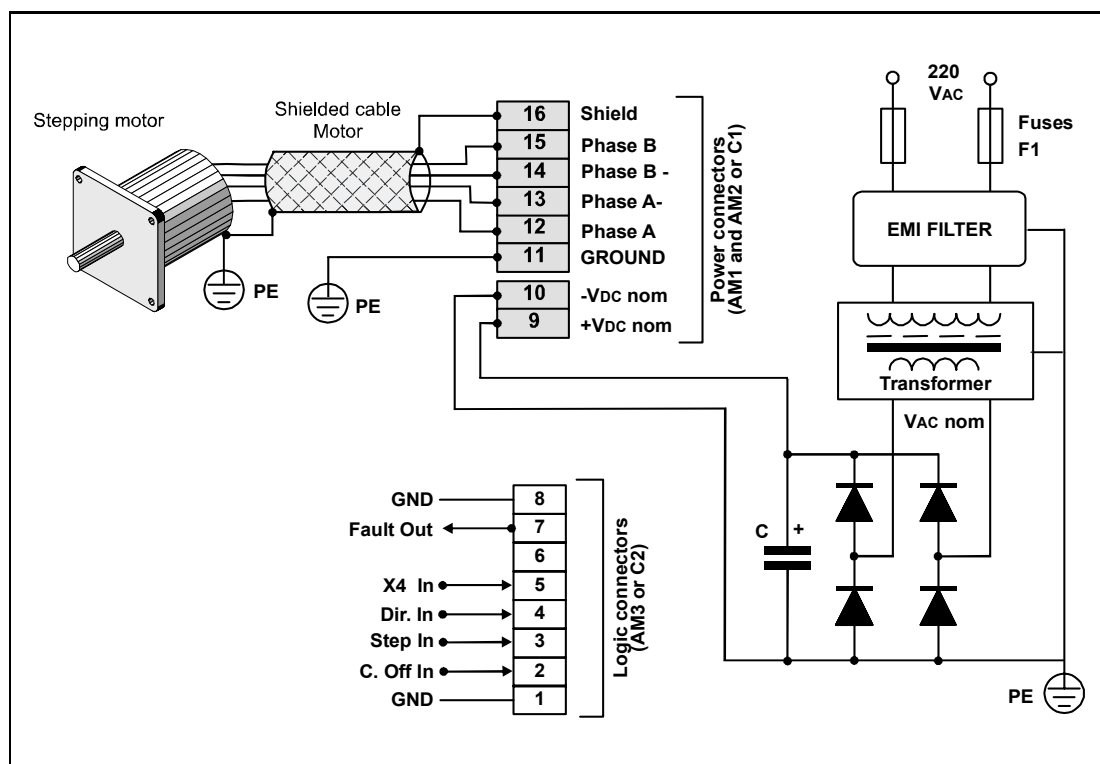 Stepping motor
Shielded cable
Motor
PE
PE
16 Shield
15 Phase B
14 Phase B -
13 Phase A-
12 Phase A
11 GROUND
10 -VDC nom
9 +VDC nom
Power connectors
(AM1 and AM2 or C1)
220
VAC
Fuses
F1
EMI FILTER
Transformer
VAC nom
C +
PE
GND 8
Fault Out 7
6
X4 In 5
Dir. In 4
Step In 3
C. Off In 2
GND 1
Logic connectors
(AM3 or C2)